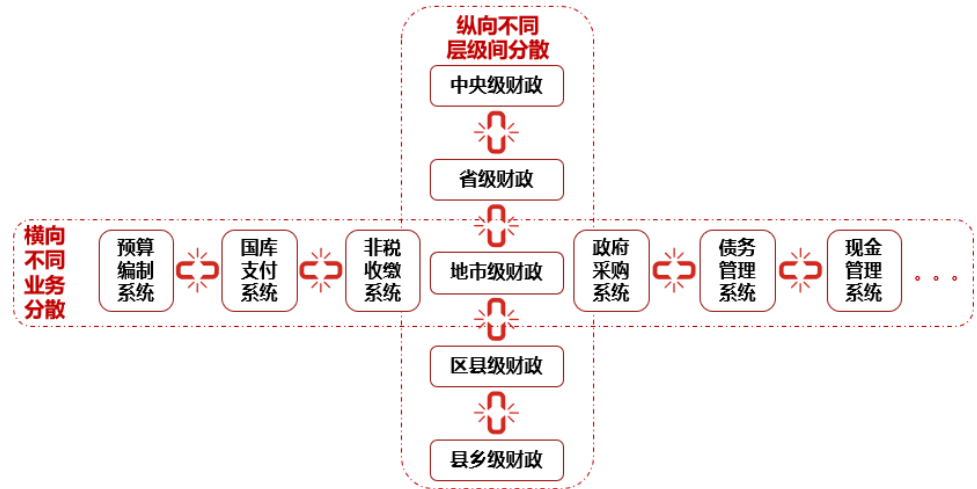 纵向不同
层级间分散
中央级财政
省级财政
横向
不同
业务
分散
预算
编制
系统
国库
支付
系统
非税
收缴
系统
地市级财政
政府
采购
系统
债务
管理
系统
现金
管理
系统
。。。
区县级财政
县乡级财政